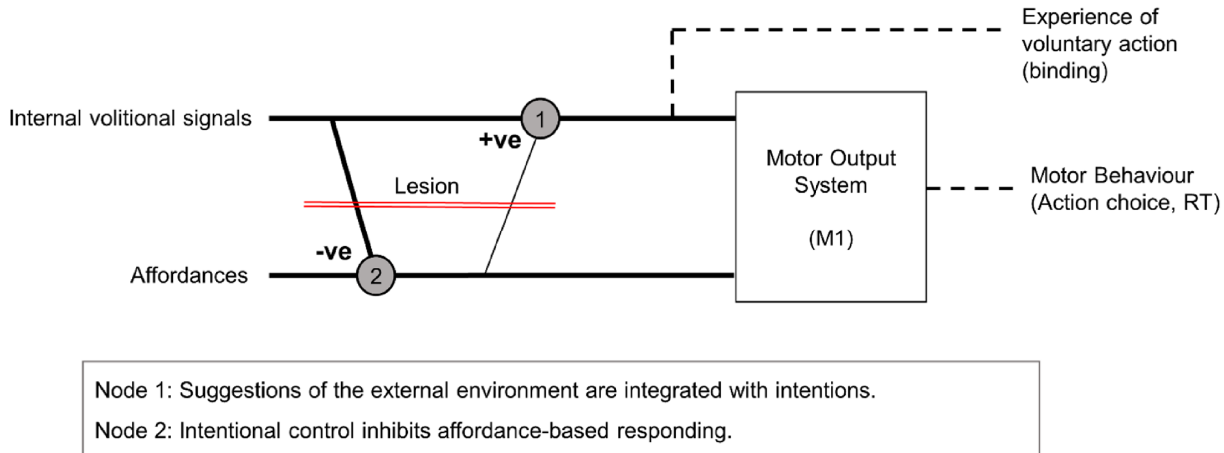 Experience of
voluntary action
(binding)
Internal volitional signals
1
+ve
Motor Output
System
(M1)
Lesion
Motor Behaviour
(Action choice, RT)
-ve
Affordances
2
Node 1: Suggestions of the external environment are integrated with intentions.
Node 2: Intentional control inhibits affordance-based responding.